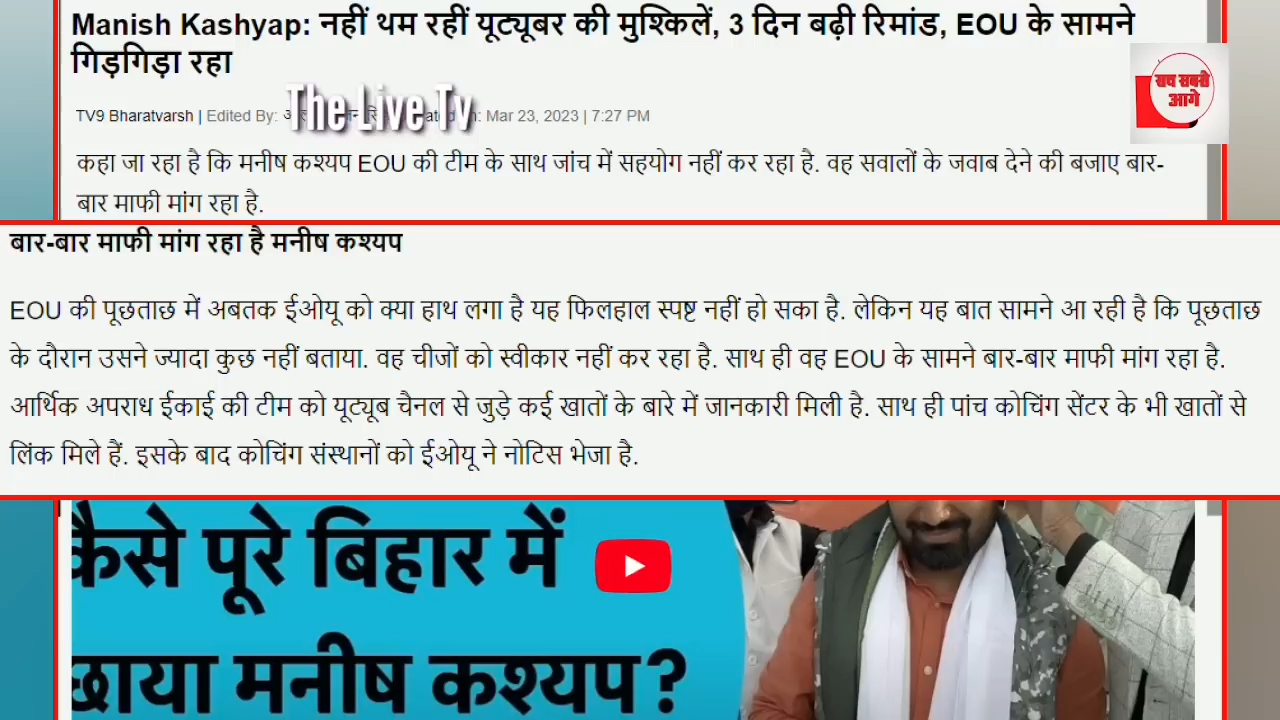 Manish Kashyap: नहीं थम रहीं यूट्यूबर की मुश्किलें, 3 दिन बढ़ी रिमांड, EOU के सामने
गिड़गिड़ा रहा
TV9 Bharatvarsh | Edited By: Mar 23, 2023 | 7:27 PM
The Live Tv
सच सबसे
आगे
कहा जा रहा है कि मनीष कश्यप EOU की टीम के साथ जांच में सहयोग नहीं कर रहा है. वह सवालों के जवाब देने की बजाए बार-
बार माफी मांग रहा है.
बार-बार माफी मांग रहा है मनीष कश्यप
EOU की पूछताछ में अबतक ईओयू को क्या हाथ लगा है यह फिलहाल स्पष्ट नहीं हो सका है. लेकिन यह बात सामने आ रही है कि पूछताछ
के दौरान उसने ज्यादा कुछ नहीं बताया. वह चीजों को स्वीकार नहीं कर रहा है. साथ ही वह EOU के सामने बार-बार माफी मांग रहा है.
आर्थिक अपराध ईकाई की टीम को यूट्यूब चैनल से जुड़े कई खातों के बारे में जानकारी मिली है. साथ ही पांच कोचिंग सेंटर के भी खातों से
लिंक मिले हैं. इसके बाद कोचिंग संस्थानों को ईओयू ने नोटिस भेजा है.
कैसे पूरे बिहार में
छाया मनीष कश्यप?